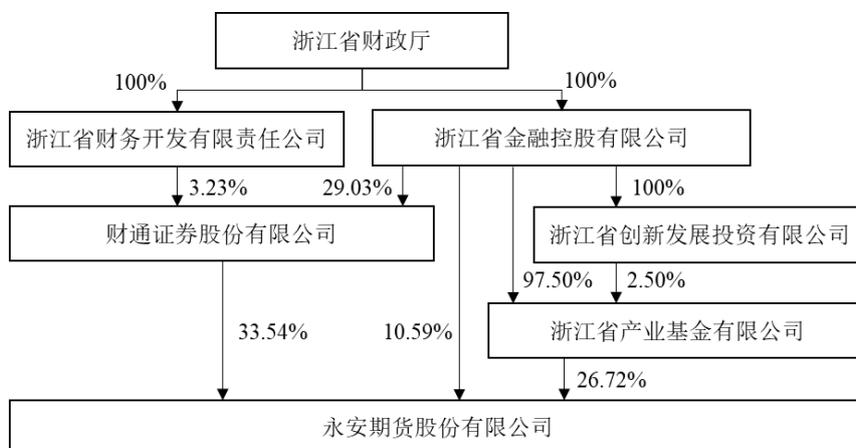 浙江省财政厅
100%
100%
浙江省财务开发有限责任公司
浙江省金融控股有限公司
3.23%
29.03%
100%
财通证券股份有限公司
浙江省创新发展投资有限公司
97.50%
2.50%
33.54%
10.59%
浙江省产业基金有限公司
26.72%
永安期货股份有限公司